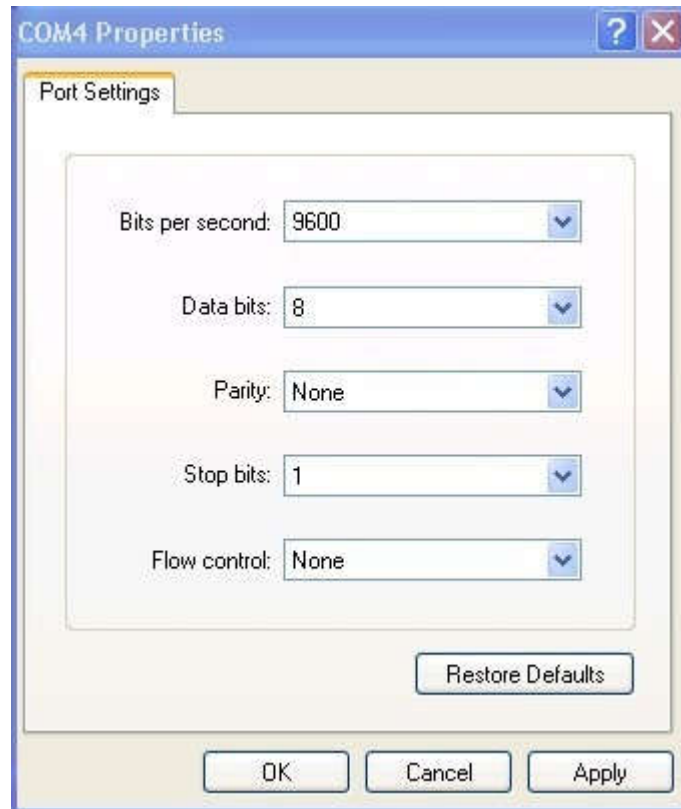 COM4 Properties
Port Settings
Bits per second: 9600
Data bits: 8
Parity: None
Stop bits: 1
Flow control: None
Restore Defaults
OK Cancel Apply